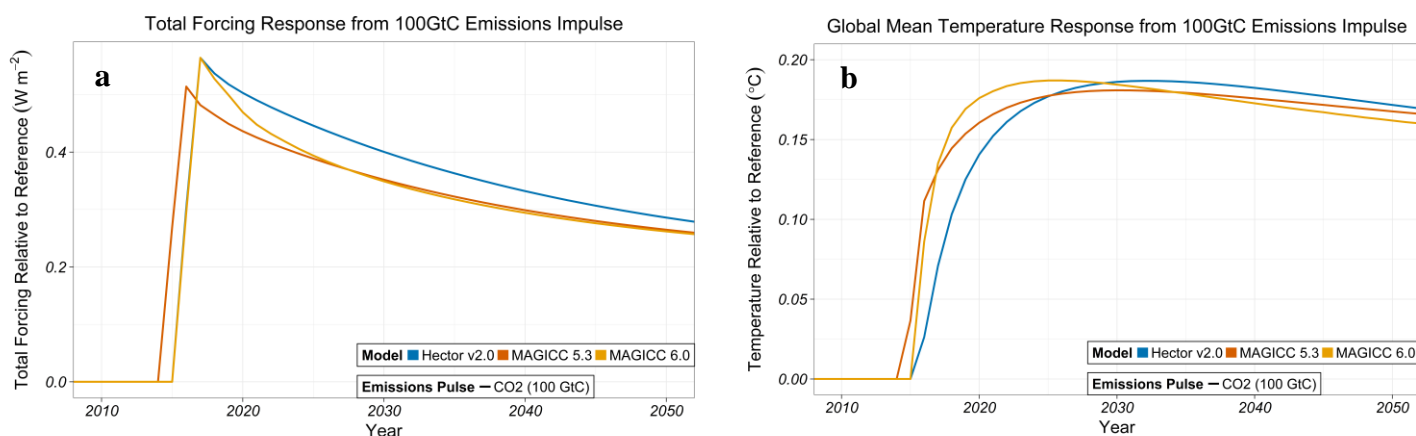 Total Forcing Response from 100GtC Emissions Impulse
a
Total Forcing Relative to Reference (W m⁻²)
0.4
0.2
0.0
Model Hector v2.0 MAGICC 5.3 MAGICC 6.0
Emissions Pulse CO2 (100 GtC)
2010 2020 2030 2040 2050
Year
Global Mean Temperature Response from 100GtC Emissions Impulse
b
Temperature Relative to Reference (°C)
0.20
0.15
0.10
0.05
0.00
Model Hector v2.0 MAGICC 5.3 MAGICC 6.0
Emissions Pulse CO2 (100 GtC)
2010 2020 2030 2040 2050
Year